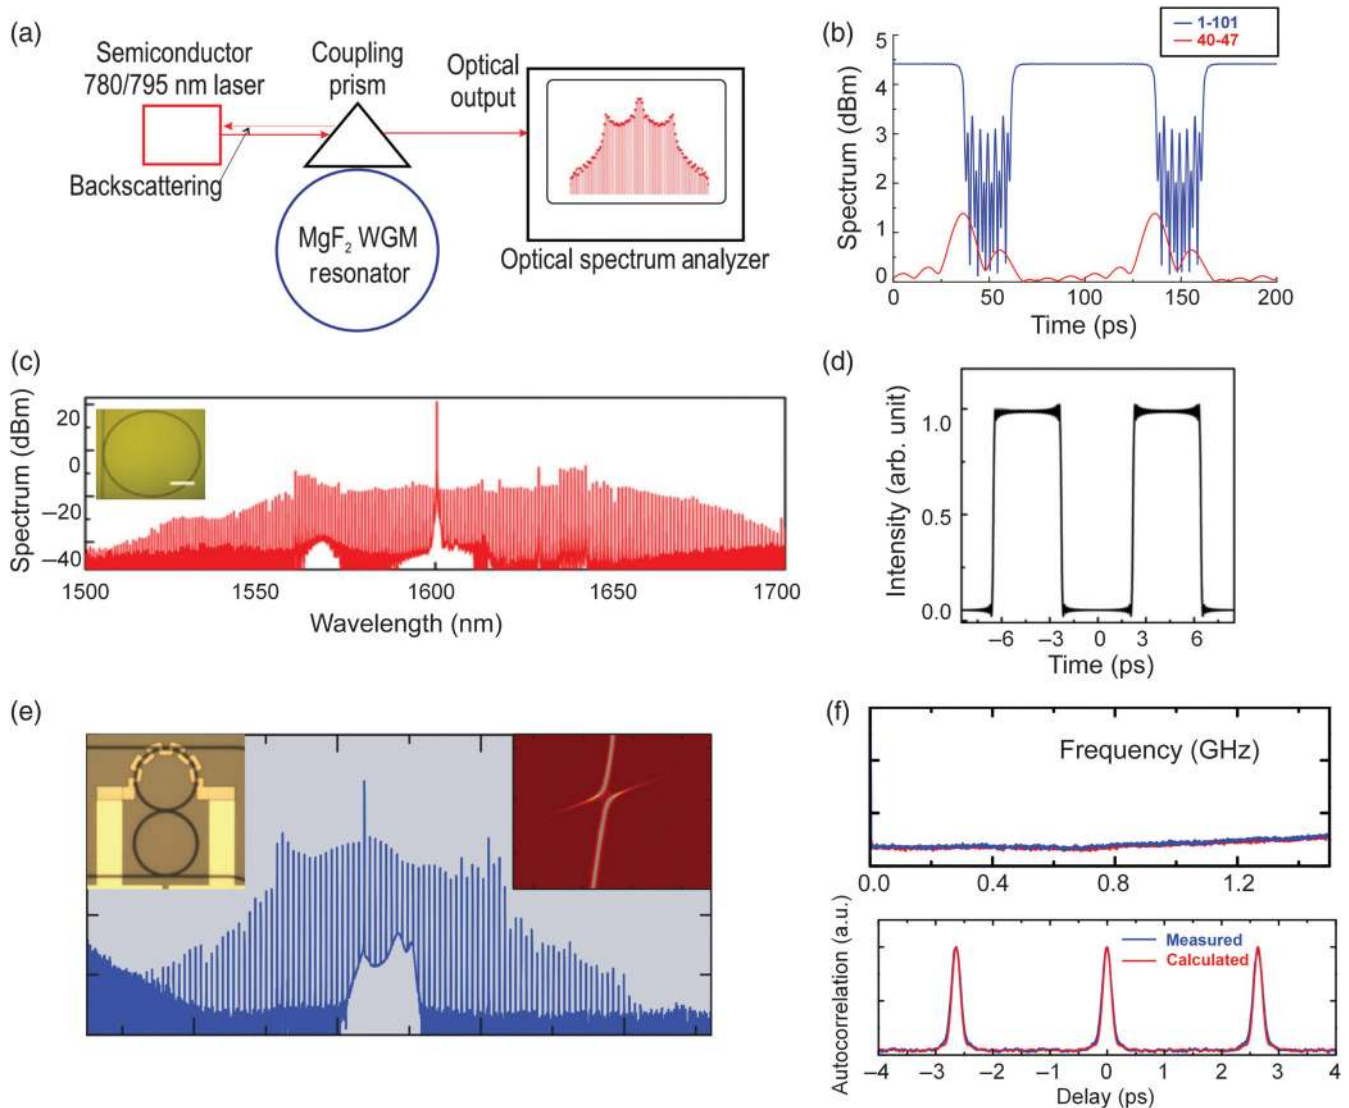 (a)
Semiconductor
780/795 nm laser
Coupling
prism
Optical
output
Backscattering
MgF₂ WGM
resonator
Optical spectrum analyzer
(b)
1-101
40-47
Spectrum (dBm)
5
4
3
2
1
0
0 50 100 150 200
Time (ps)
(c)
Spectrum (dBm)
20
0
–20
–40
1500 1550 1600 1650 1700
Wavelength (nm)
(d)
Intensity (arb. unit)
1.0
0.5
0.0
–6 –3 0 3 6
Time (ps)
(e)
(f)
Frequency (GHz)
0.0 0.4 0.8 1.2
Autocorrelation (a.u.)
Measured
Calculated
–4 –3 –2 –1 0 1 2 3 4
Delay (ps)